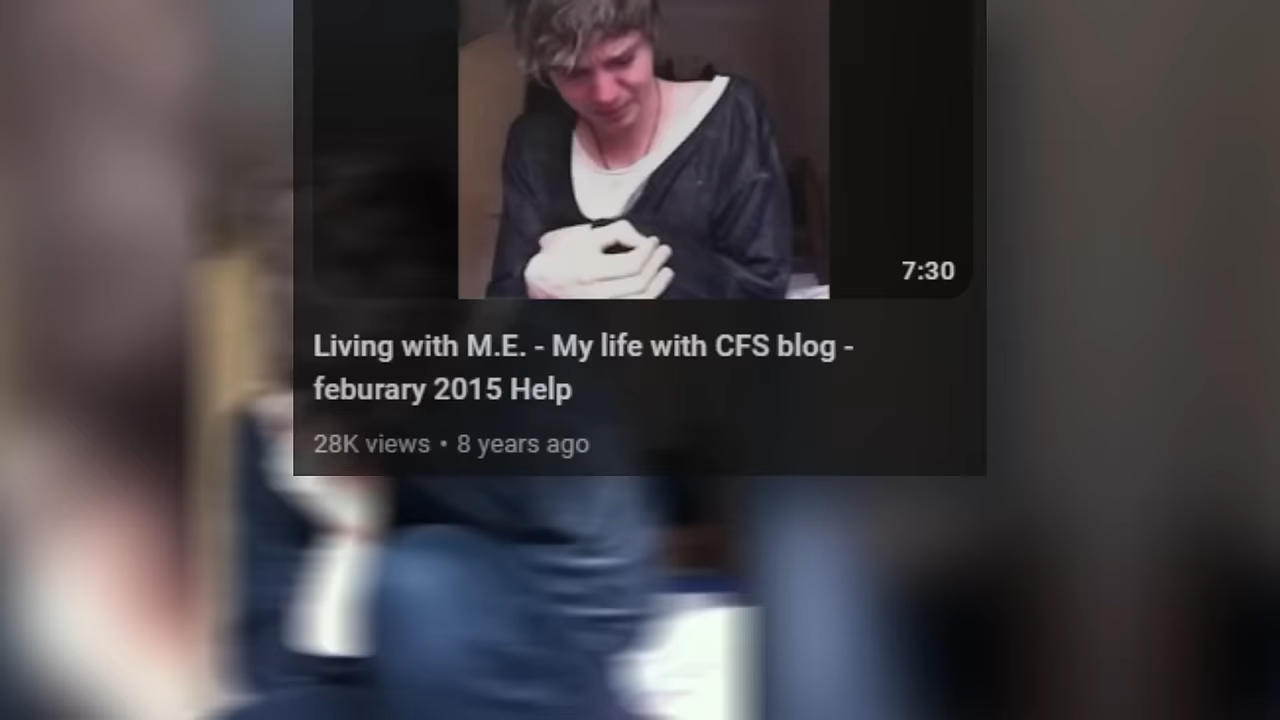 7:30
Living with M.E. - My life with CFS blog -
feburary 2015 Help
28K views • 8 years ago